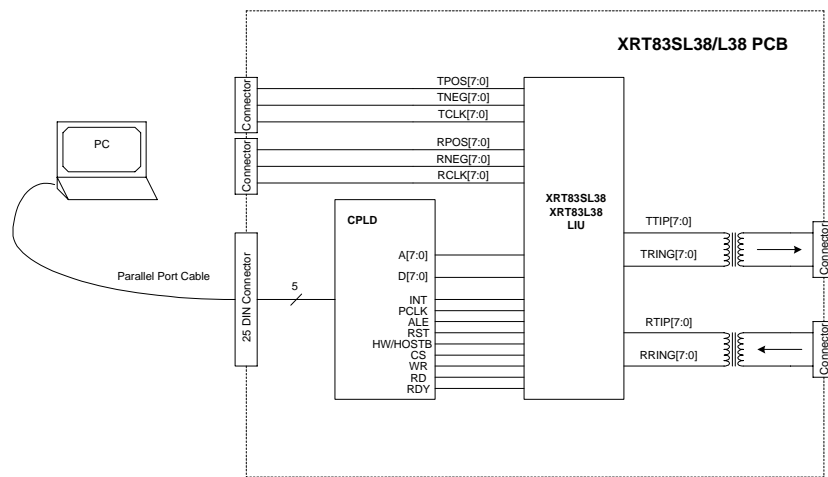 XRT83SL38/L38 PCB
Connector
TPOS[7:0]
TNEG[7:0]
TCLK[7:0]
PC
Connector
RPOS[7:0]
RNEG[7:0]
RCLK[7:0]
XRT83SL38
XRT83L38
LIU
CPLD
TTIP[7:0]
TRING[7:0]
Connector
A[7:0]
D[7:0]
Parallel Port Cable
25 DIN Connector
5
INT
PCLK
ALE
RST
HW/HOSTB
CS
WR
RD
RDY
RTIP[7:0]
RRING[7:0]
Connector